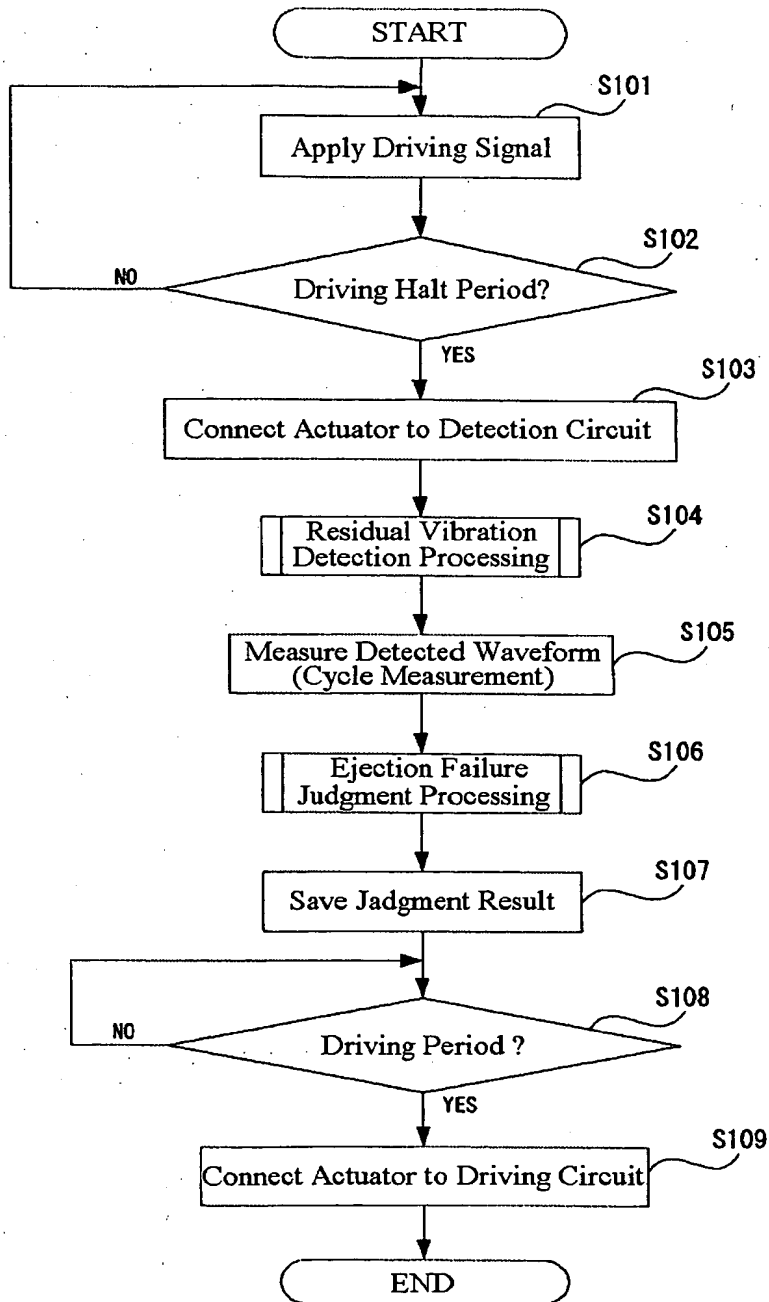 START
S101
Apply Driving Signal
S102
Driving Halt Period?
NO
YES
S103
Connect Actuator to Detection Circuit
S104
Residual Vibration
Detection Processing
S105
Measure Detected Waveform
(Cycle Measurement)
S106
Ejection Failure
Judgment Processing
S107
Save Jadgment Result
S108
Driving Period ?
NO
YES
S109
Connect Actuator to Driving Circuit
END